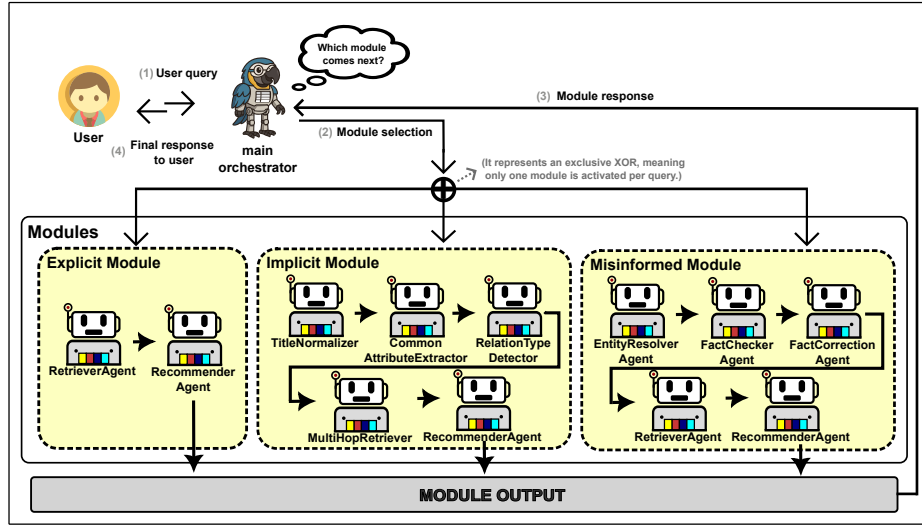 Which module
comes next?
(1) User query
(3) Module response
(2) Module selection
User
(4) Final response
to user
main
orchestrator
(It represents an exclusive XOR, meaning
only one module is activated per query.)
Modules
Explicit Module
RetrieverAgent
Recommender
Agent
Implicit Module
TitleNormalizer
Common
AttributeExtractor
RelationType
Detector
MultiHopRetriever
RecommenderAgent
Misinformed Module
EntityResolver
Agent
FactChecker
Agent
FactCorrection
Agent
RetrieverAgent
RecommenderAgent
MODULE OUTPUT